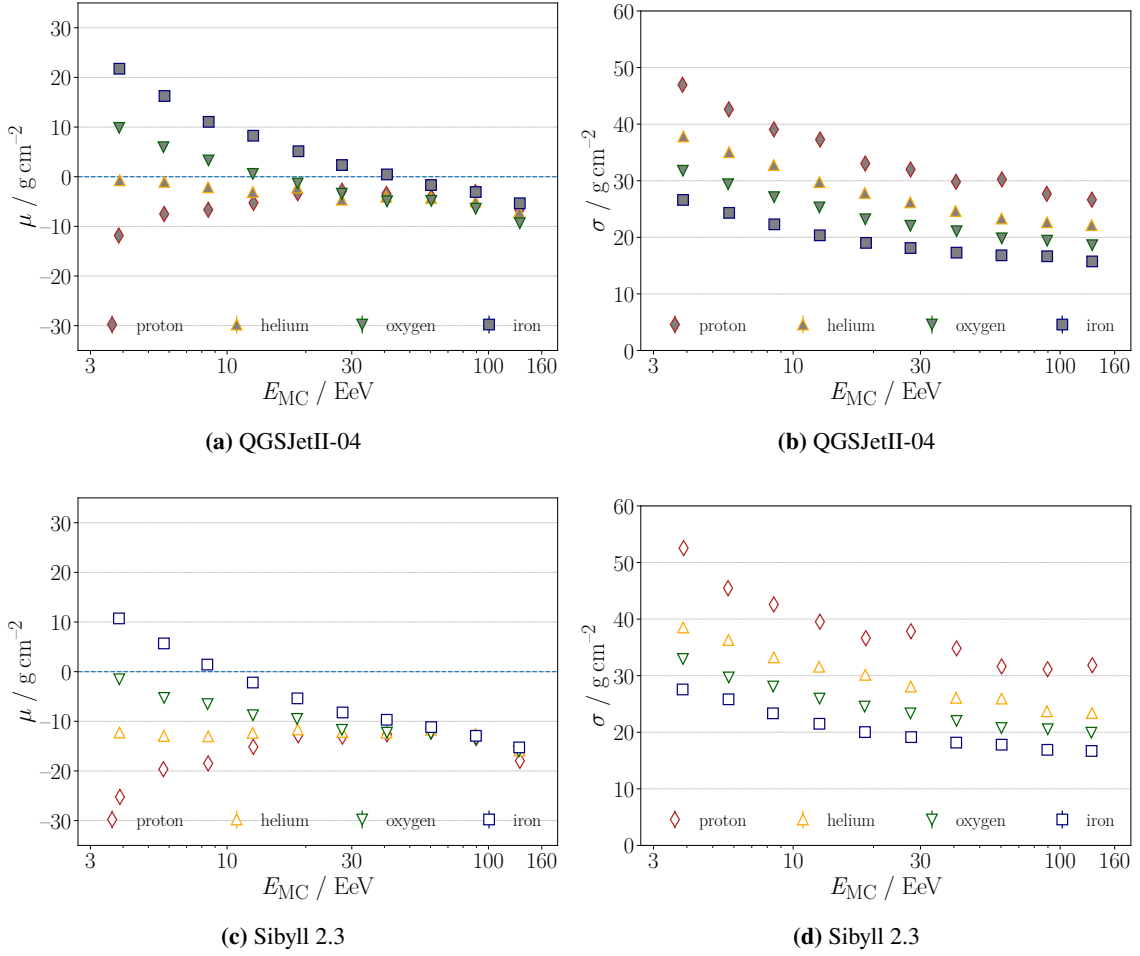 30
20
10
0
−10
−20
−30
μ / g cm⁻²
proton helium oxygen iron
3 10 30 100 160
E_MC / EeV
(a) QGSJetII-04
60
50
40
30
20
10
0
σ / g cm⁻²
proton helium oxygen iron
3 10 30 100 160
E_MC / EeV
(b) QGSJetII-04
30
20
10
0
−10
−20
−30
μ / g cm⁻²
proton helium oxygen iron
3 10 30 100 160
E_MC / EeV
(c) Sibyll 2.3
60
50
40
30
20
10
0
σ / g cm⁻²
proton helium oxygen iron
3 10 30 100 160
E_MC / EeV
(d) Sibyll 2.3